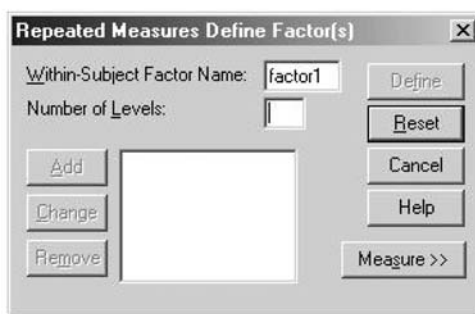 Repeated Measures Define Factor(s)
Within-Subject Factor Name: factor1
Define
Number of Levels:
Reset
Add
Cancel
Change
Help
Remove
Measure >>